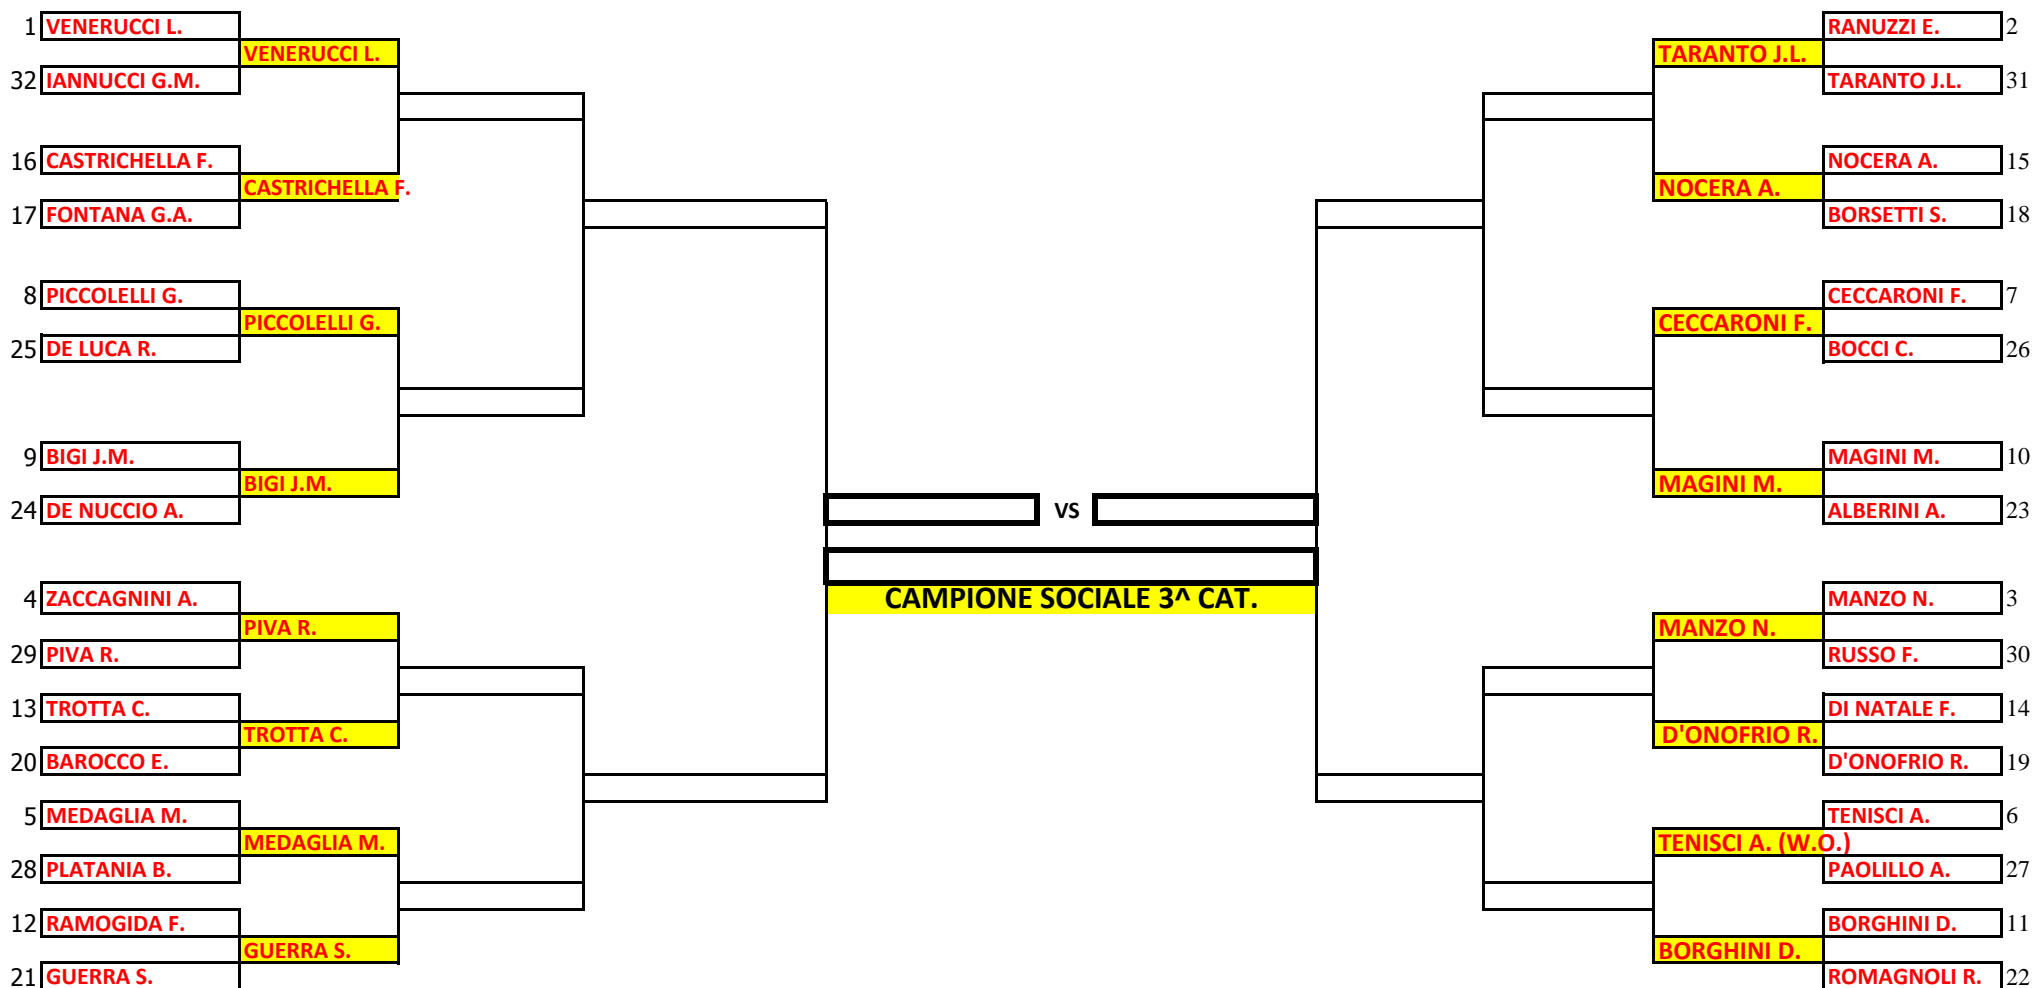 1 VENERUCCI L.
VENERUCCI L.
32 IANNUCCI G.M.
16 CASTRICHELLA F.
CASTRICHELLA F.
17 FONTANA G.A.
8 PICCOLELLI G.
PICCOLELLI G.
25 DE LUCA R.
9 BIGI J.M.
BIGI J.M.
24 DE NUCCIO A.
4 ZACCAGNINI A.
PIVA R.
29 PIVA R.
13 TROTTA C.
TROTTA C.
20 BAROCCO E.
5 MEDAGLIA M.
MEDAGLIA M.
28 PLATANIA B.
12 RAMOGIDA F.
GUERRA S.
21 GUERRA S.
VS
CAMPIONE SOCIALE 3^ CAT.
RANUZZI E. 2
TARANTO J.L.
TARANTO J.L. 31
NOCERA A. 15
NOCERA A.
BORSETTI S. 18
CECCARONI F. 7
CECCARONI F.
BOCCI C. 26
MAGINI M. 10
MAGINI M.
ALBERINI A. 23
MANZO N. 3
MANZO N.
RUSSO F. 30
DI NATALE F. 14
D'ONOFRIO R.
D'ONOFRIO R. 19
TENISCI A. 6
TENISCI A. (W.O.)
PAOLILLO A. 27
BORGHINI D. 11
BORGHINI D.
ROMAGNOLI R. 22